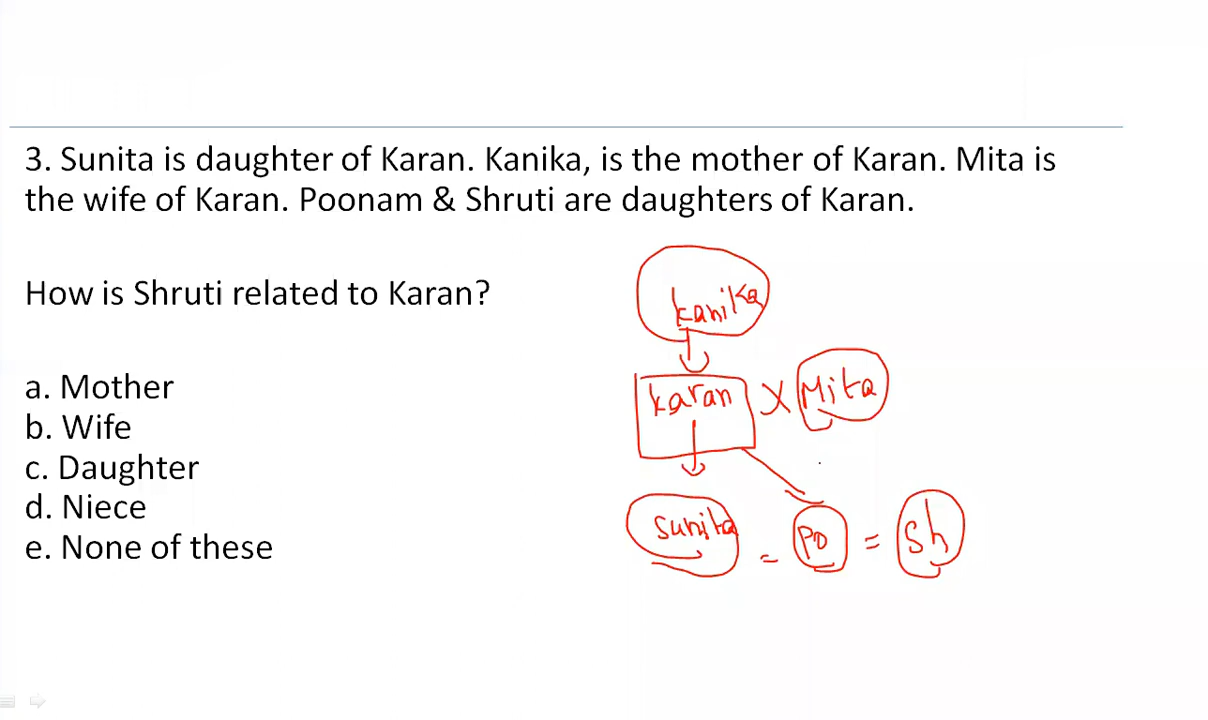 3. Sunita is daughter of Karan. Kanika, is the mother of Karan. Mita is
the wife of Karan. Poonam & Shruti are daughters of Karan.
How is Shruti related to Karan?
a. Mother
b. Wife
c. Daughter
d. Niece
e. None of these
kanika
karan X Mita
sunita = Po = Sh